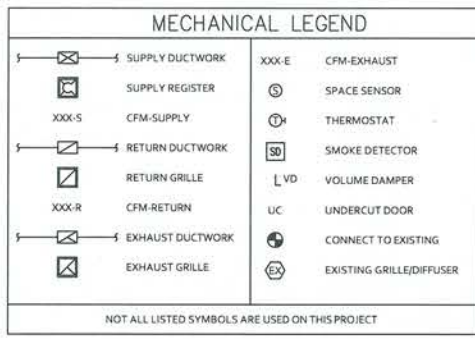 MECHANICAL LEGEND
SUPPLY DUCTWORK
SUPPLY REGISTER
XXX-S CFM-SUPPLY
RETURN DUCTWORK
RETURN GRILLE
XXX-R CFM-RETURN
EXHAUST DUCTWORK
EXHAUST GRILLE
XXX-E CFM-EXHAUST
S SPACE SENSOR
T THERMOSTAT
SD SMOKE DETECTOR
VD VOLUME DAMPER
UC UNDERCUT DOOR
CONNECT TO EXISTING
EX EXISTING GRILLE/DIFFUSER
NOT ALL LISTED SYMBOLS ARE USED ON THIS PROJECT